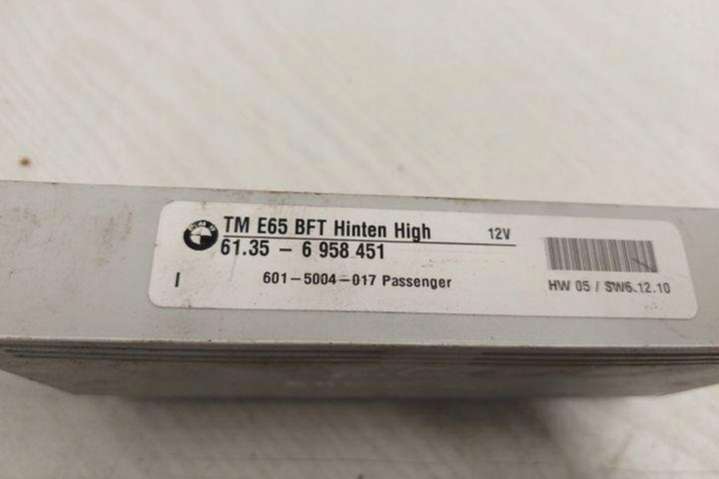 BMW
TM E65 BFT Hinten High 12V
61.35 - 6 958 451
601-5004-017 Passenger
I
HW 05 / SW6.12.10